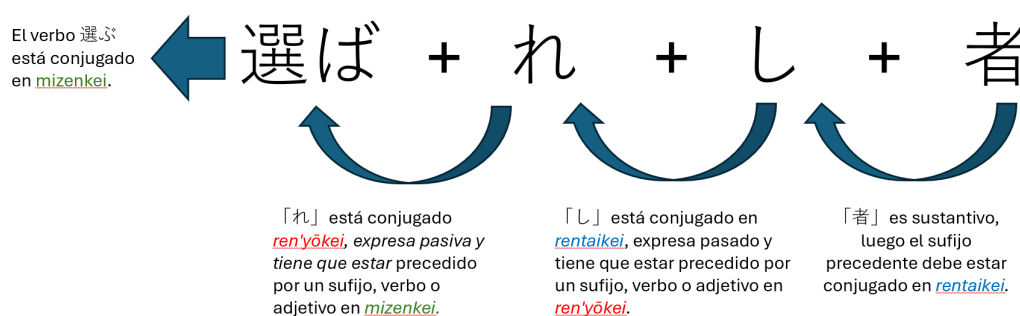 El verbo 選ぶ
está conjugado
en mizenkei.
選ば + れ + し + 者
「れ」está conjugado
ren'yōkei, expresa pasiva y
tiene que estar precedido
por un sufijo, verbo o
adjetivo en mizenkei.
「し」está conjugado en
rentaikei, expresa pasado y
tiene que estar precedido por
un sufijo, verbo o adjetivo en
ren'yōkei.
「者」es sustantivo,
luego el sufijo
precedente debe estar
conjugado en rentaikei.